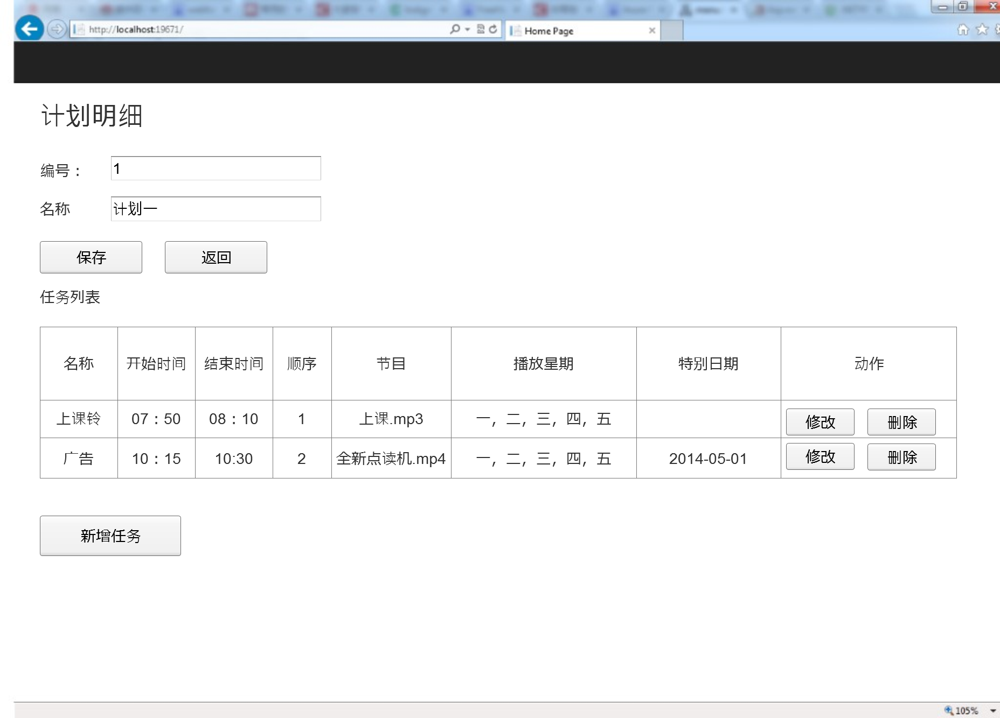 http://localhost:19671/
Home Page
计划明细
编号：
1
名称
计划一
保存 返回
任务列表
名称 开始时间 结束时间 顺序 节目 播放星期 特别日期 动作
上课铃 07：50 08：10 1 上课.mp3 一，二，三，四，五 修改 删除
广告 10：15 10:30 2 全新点读机.mp4 一，二，三，四，五 2014-05-01 修改 删除
新增任务
105%